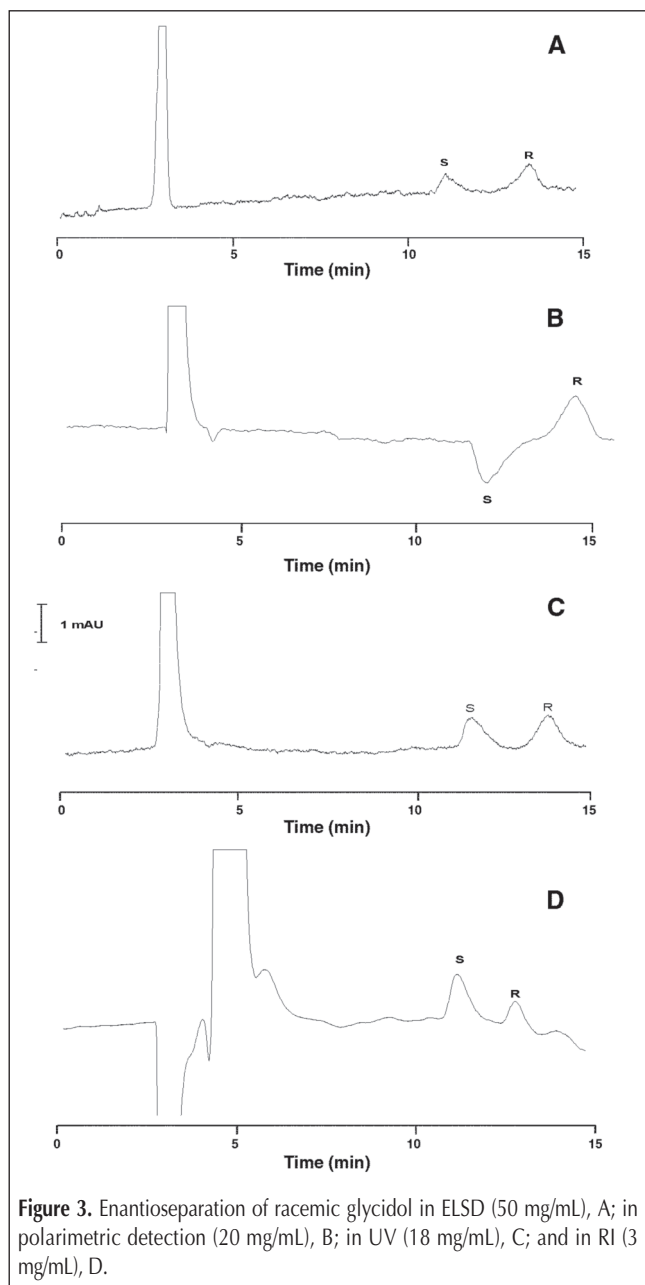 A
S
R
0 5 10 15
Time (min)
B
R
S
0 5 10 15
Time (min)
C
1 mAU
S
R
0 5 10 15
Time (min)
D
S
R
0 5 10 15
Time (min)
Figure 3. Enantioseparation of racemic glycidol in ELSD (50 mg/mL), A; in
polarimetric detection (20 mg/mL), B; in UV (18 mg/mL), C; and in RI (3
mg/mL), D.